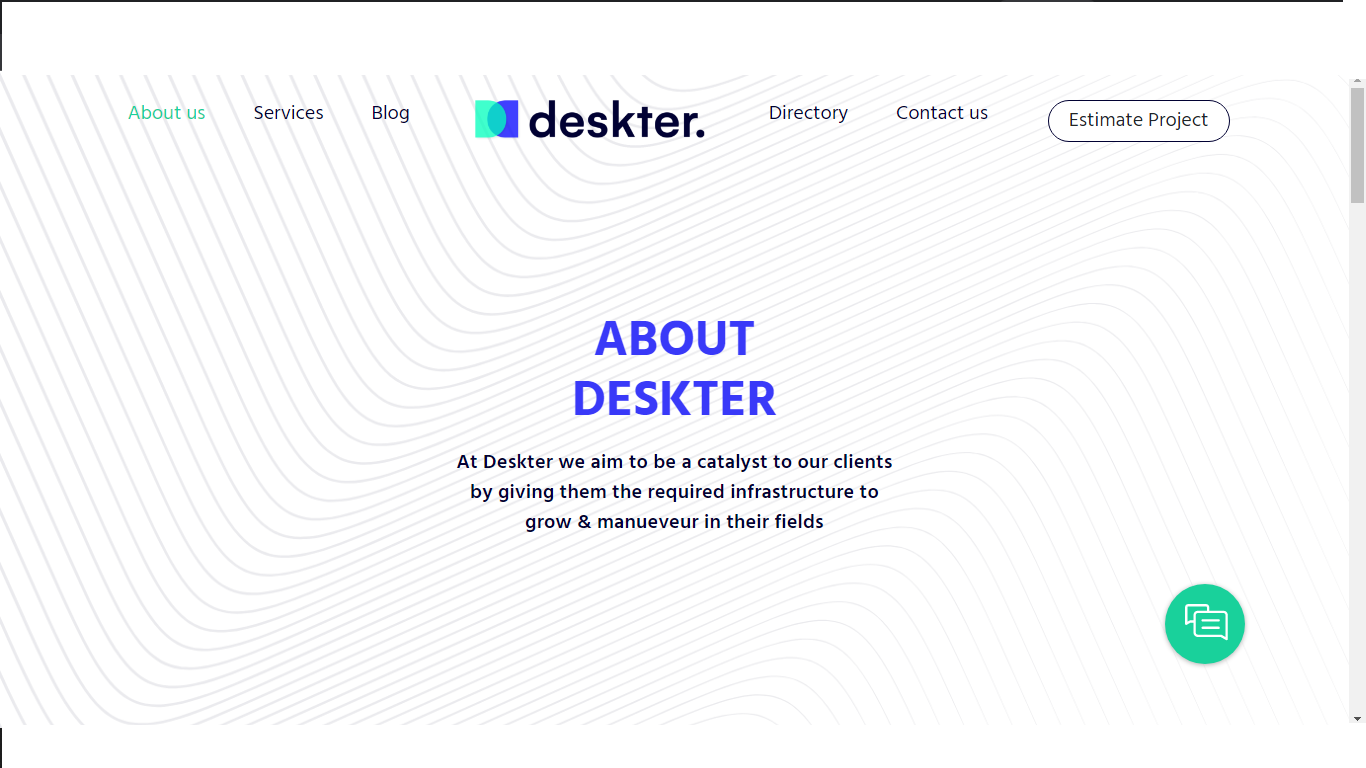 About us
Services
Blog
deskter.
Directory
Contact us
Estimate Project
ABOUT
DESKTER
At Deskter we aim to be a catalyst to our clients
by giving them the required infrastructure to
grow & manueveur in their fields